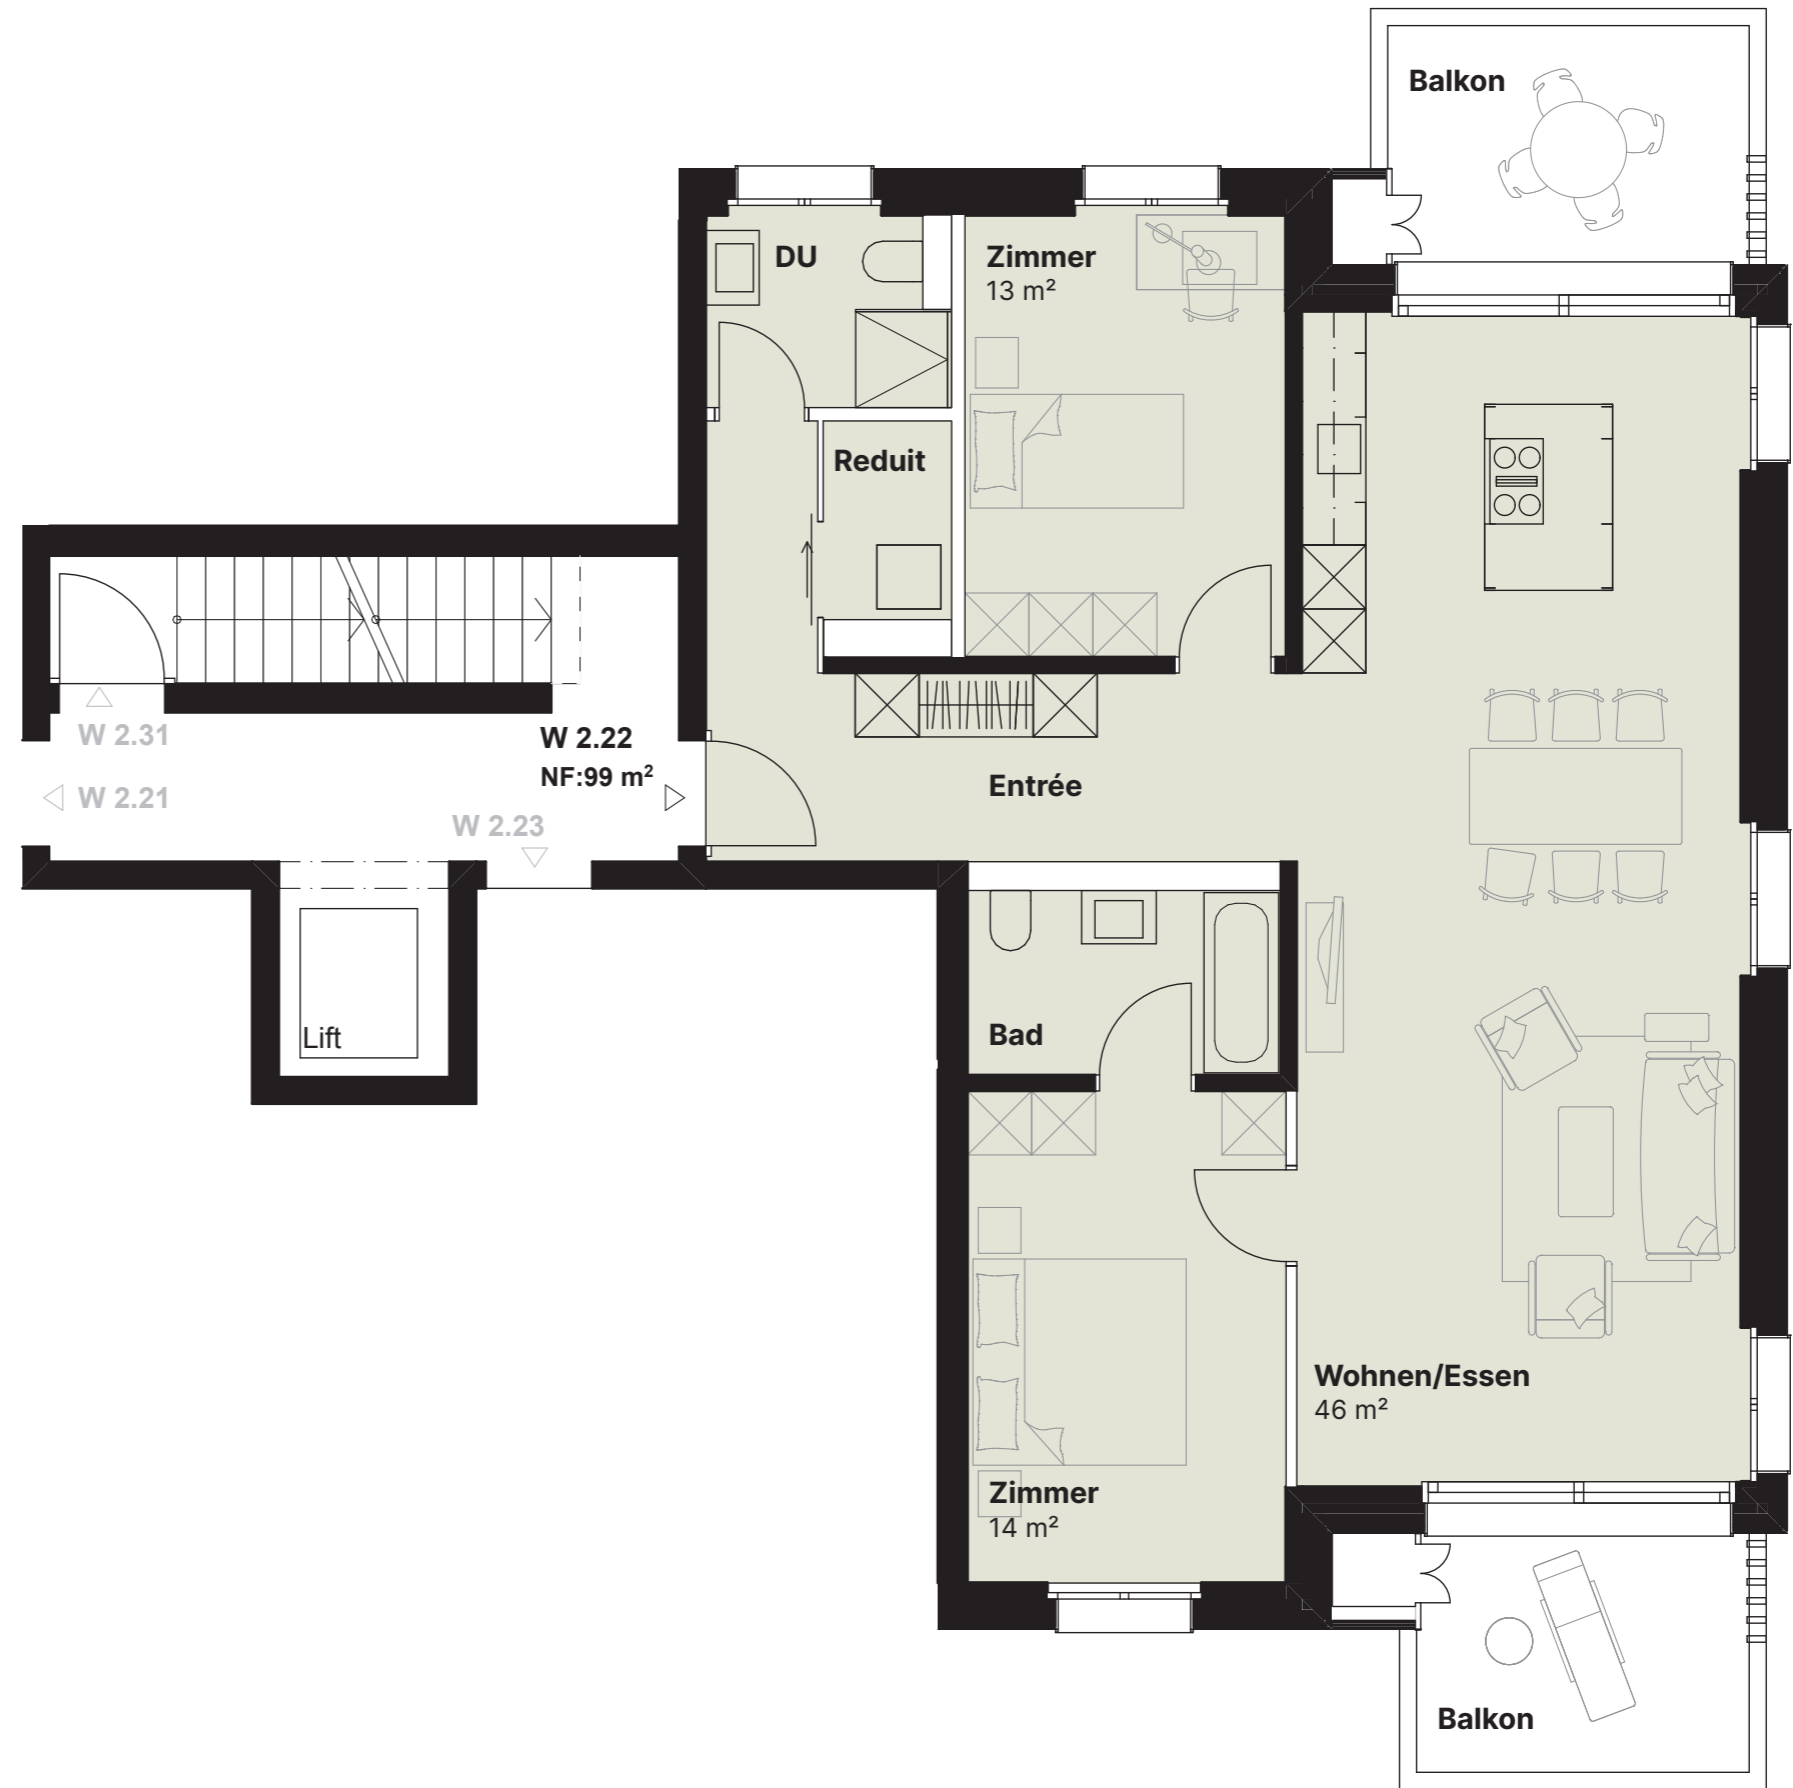 Balkon
DU
Zimmer
13 m²
Reduit
W 2.31
W 2.22
NF:99 m²
W 2.21
W 2.23
Entrée
Lift
Bad
Wohnen/Essen
46 m²
Zimmer
14 m²
Balkon